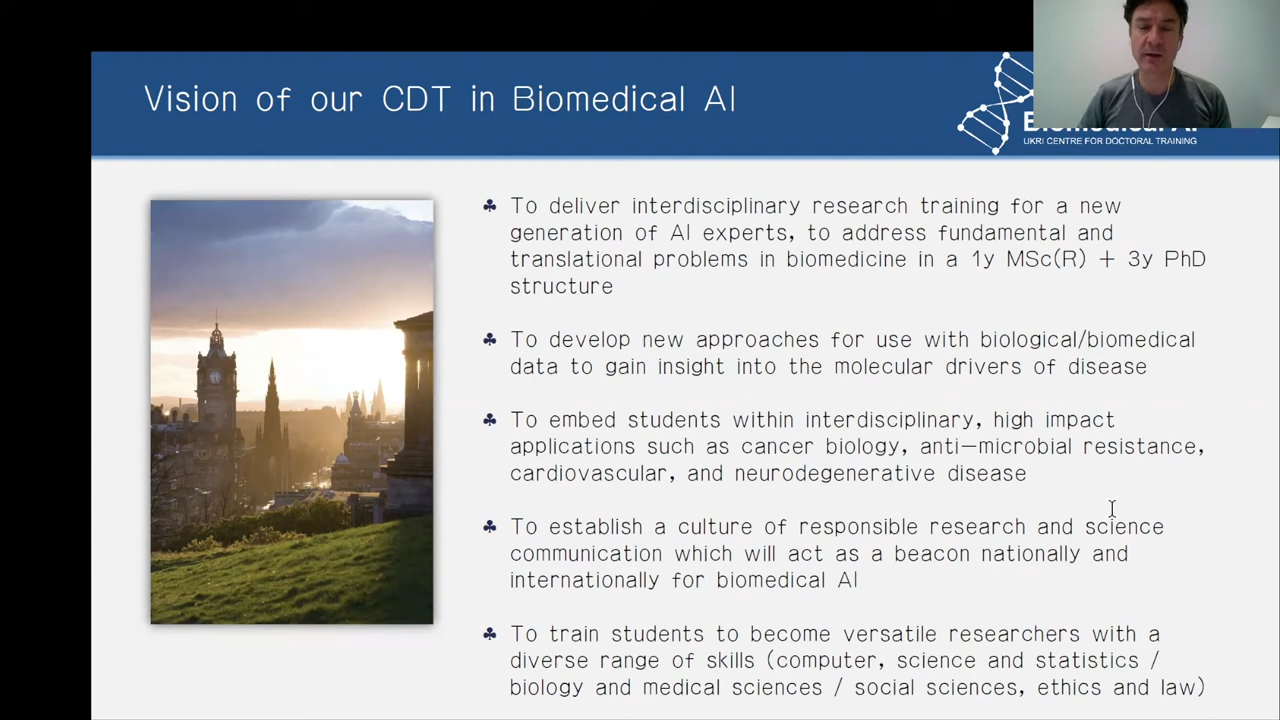 Vision of our CDT in Biomedical AI
UKRI CENTRE FOR DOCTORAL TRAINING
To deliver interdisciplinary research training for a new
generation of AI experts, to address fundamental and
translational problems in biomedicine in a 1y MSc(R) + 3y PhD
structure
To develop new approaches for use with biological/biomedical
data to gain insight into the molecular drivers of disease
To embed students within interdisciplinary, high impact
applications such as cancer biology, anti-microbial resistance,
cardiovascular, and neurodegenerative disease
To establish a culture of responsible research and science
communication which will act as a beacon nationally and
internationally for biomedical AI
To train students to become versatile researchers with a
diverse range of skills (computer, science and statistics /
biology and medical sciences / social sciences, ethics and law)